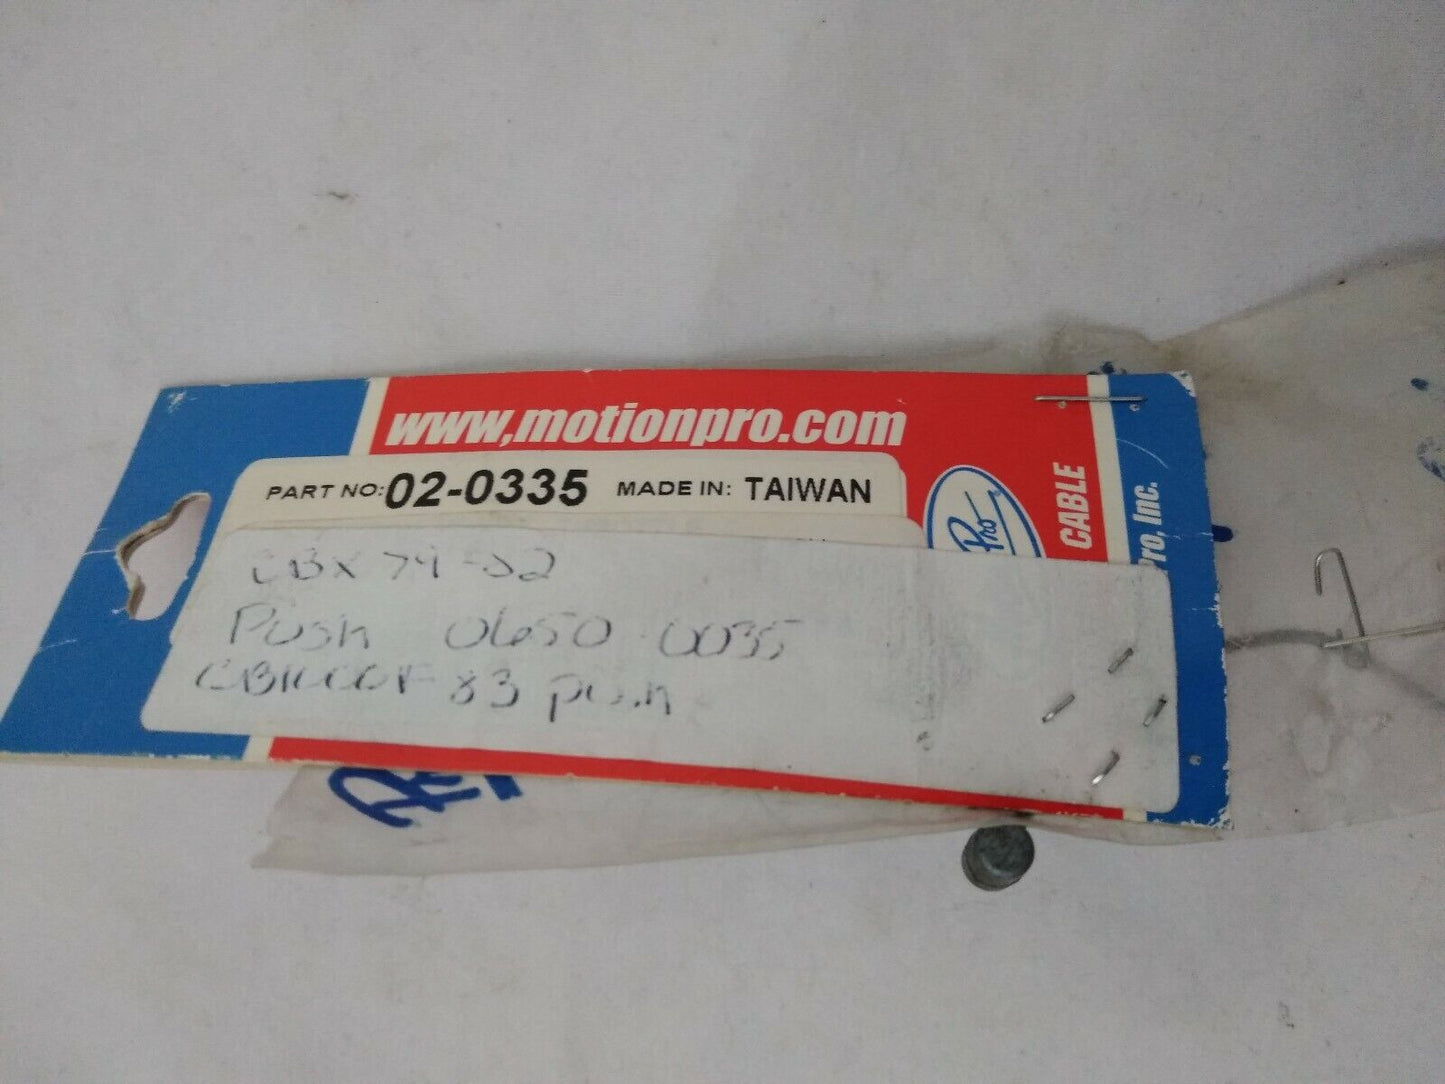 www.motionpro.com
PART NO: 02-0335 MADE IN: TAIWAN
Pro
CABLE
Pro, Inc.
CBX 79-82
Push 0650-0035
83 push